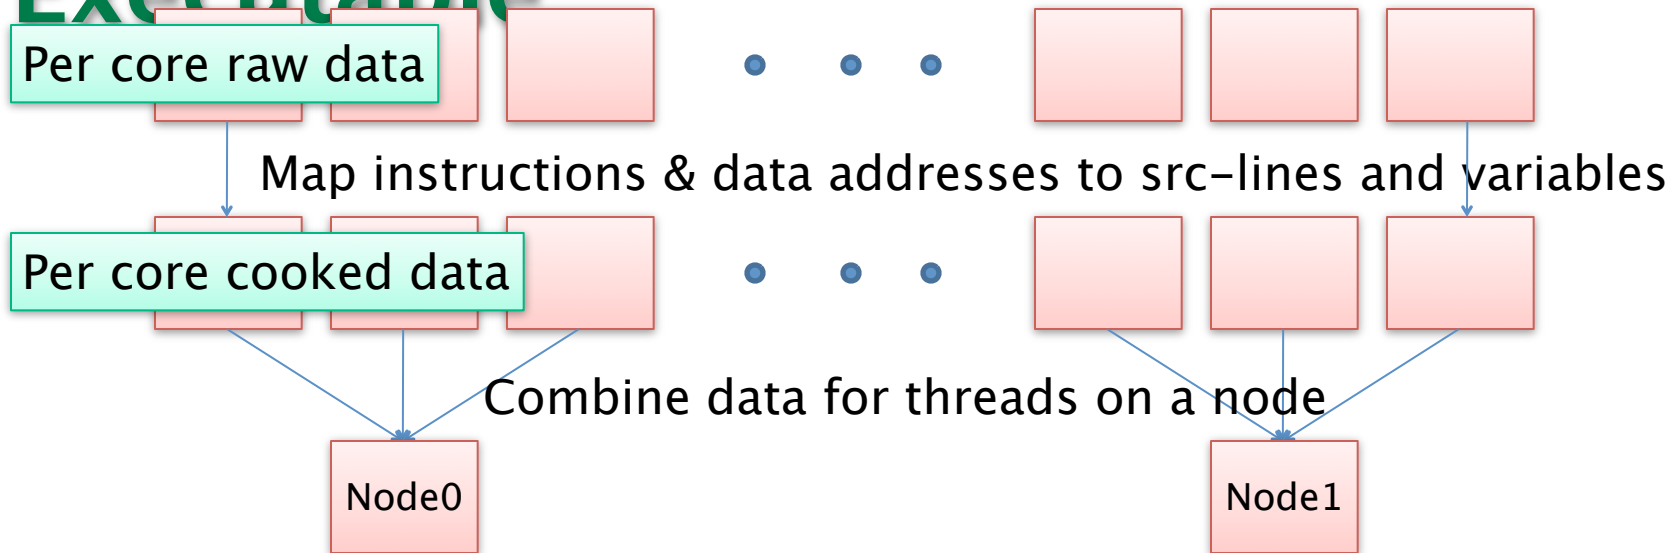 Executable
Per core raw data
Map instructions & data addresses to src-lines and variables
Per core cooked data
Combine data for threads on a node
Node0
Node1